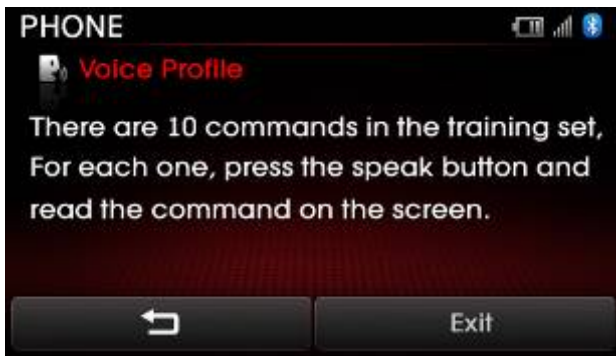 PHONE
Voice Profile
There are 10 commands in the training set,
For each one, press the speak button and
read the command on the screen.
Exit